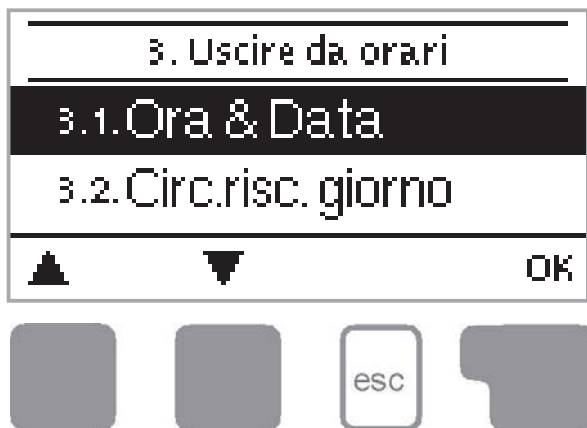 3. Uscire da orari
3.1. Ora & Data
3.2. Circ.risc. giorno
▲ ▼ OK
esc